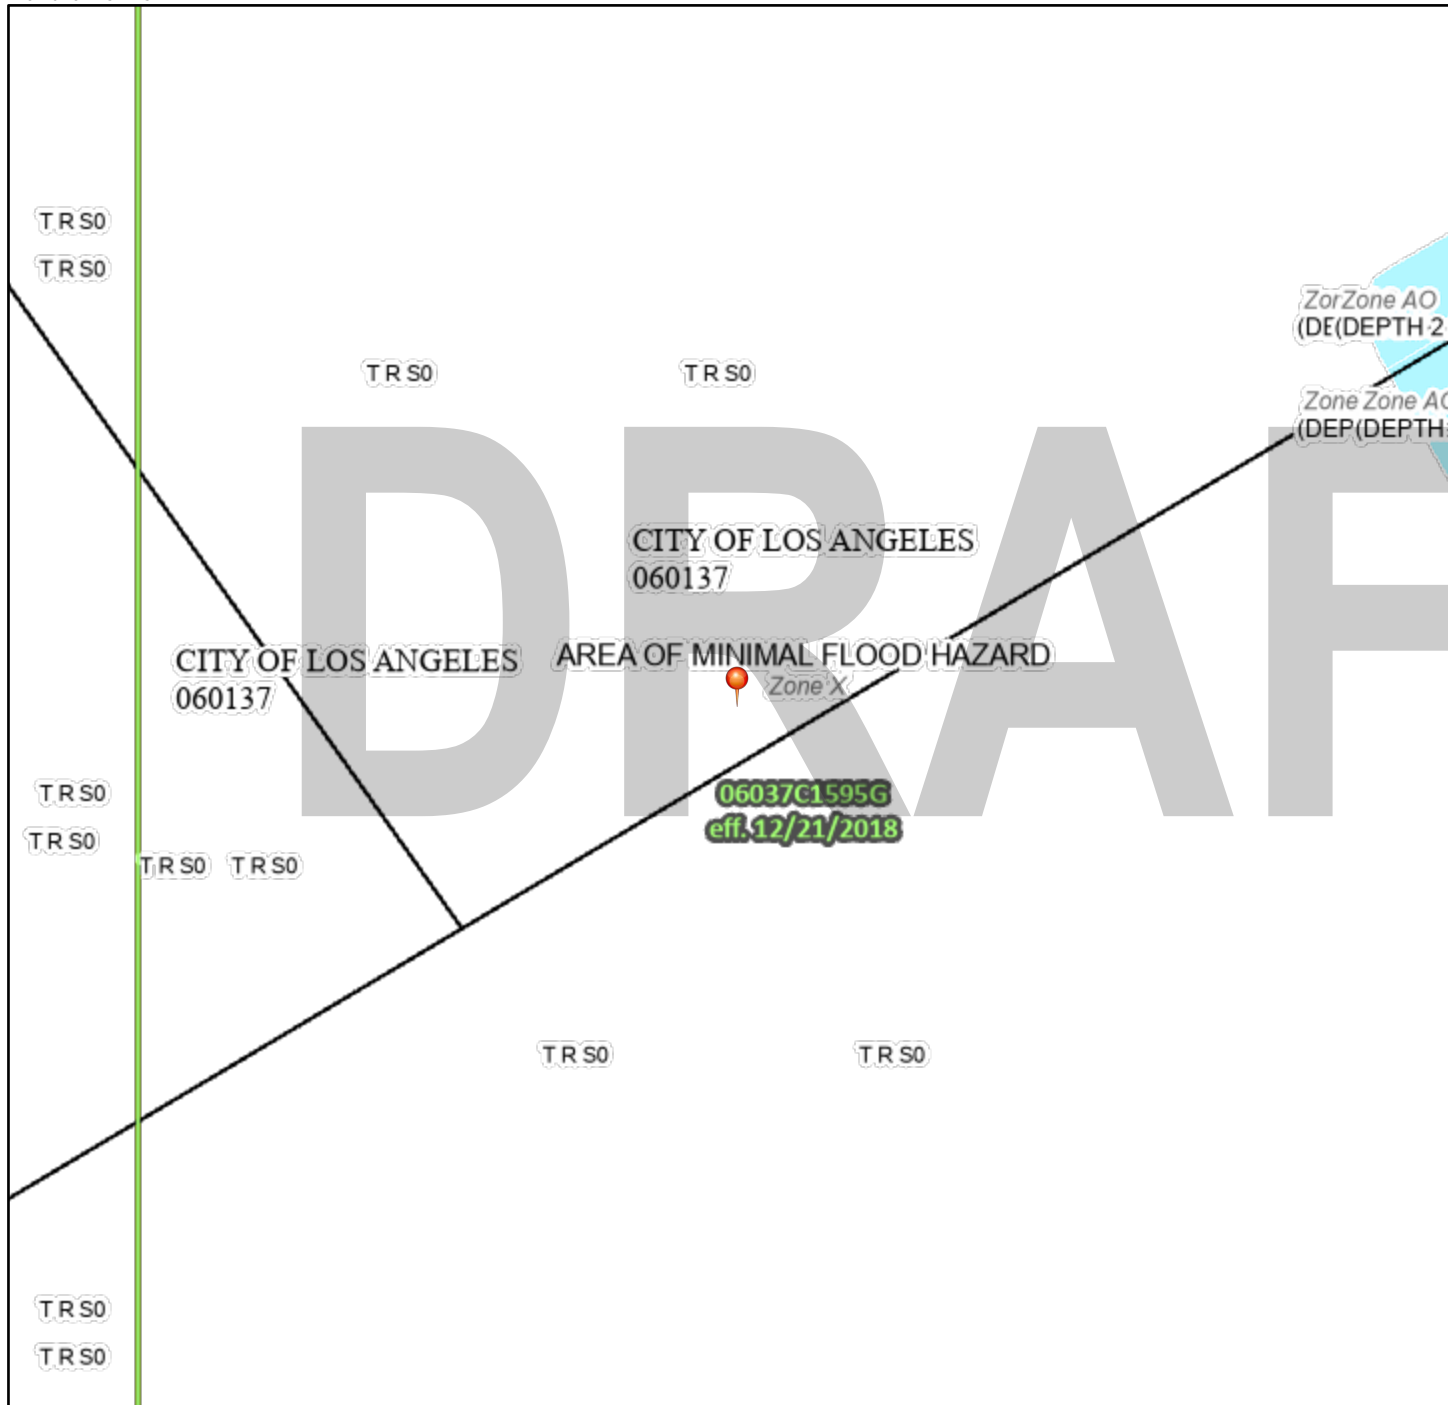 T R S0
T R S0
Zone AO
(DE(DEPTH 2
T R S0
T R S0
Zone Zone AO
(DEP(DEPTH
DRAF
CITY OF LOS ANGELES
060137
AREA OF MINIMAL FLOOD HAZARD
Zone X
CITY OF LOS ANGELES
060137
T R S0
06037C1595G
eff. 12/21/2018
T R S0
T R S0
T R S0
T R S0
T R S0
T R S0
T R S0